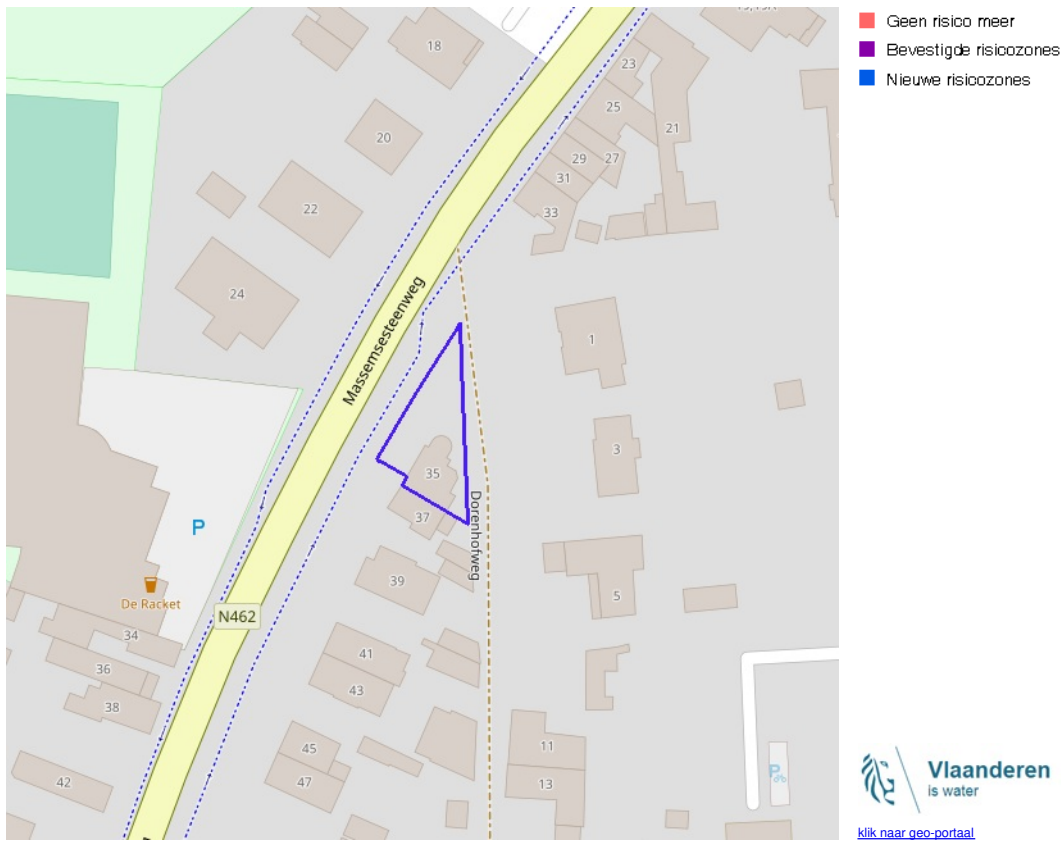 Geen risico meer
Bevestigde risicozones
Nieuwe risicozones
18
23
25
21
20
29
27
31
22
33
24
1
Massemsesteenweg
3
35
P
37
Dorenhofweg
39
5
De Racket
N462
34
41
36
43
38
45
11
42
47
13
P
Vlaanderen
is water
klik naar geo-portaal